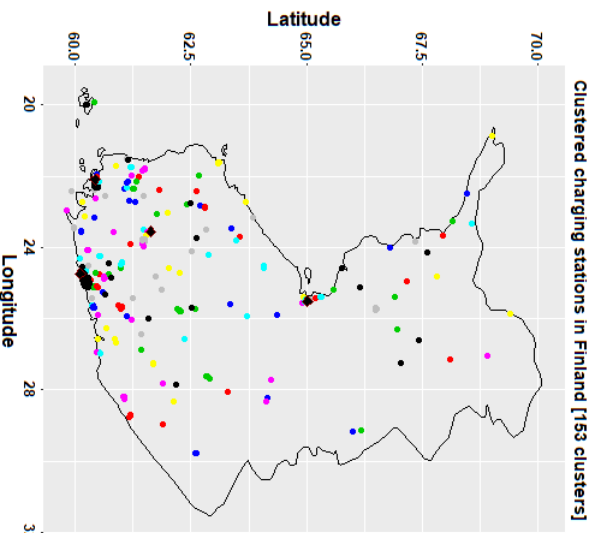 Clustered charging stations in Finland [153 clusters]
Latitude
70.0
67.5
65.0
62.5
60.0
20
24
28
Longitude